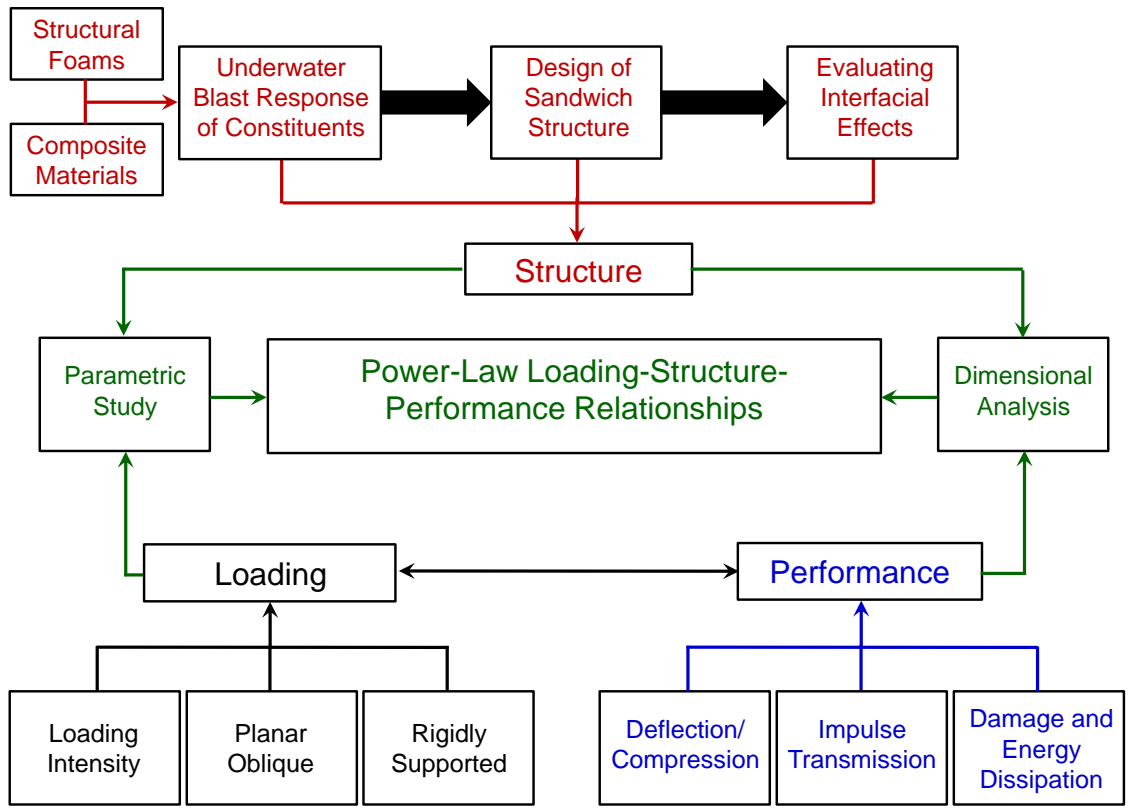 Structural
Foams
Composite
Materials
Underwater
Blast Response
of Constituents
Design of
Sandwich
Structure
Evaluating
Interfacial
Effects
Structure
Parametric
Study
Power-Law Loading-Structure-
Performance Relationships
Dimensional
Analysis
Loading
Performance
Loading
Intensity
Planar
Oblique
Rigidly
Supported
Deflection/
Compression
Impulse
Transmission
Damage and
Energy
Dissipation